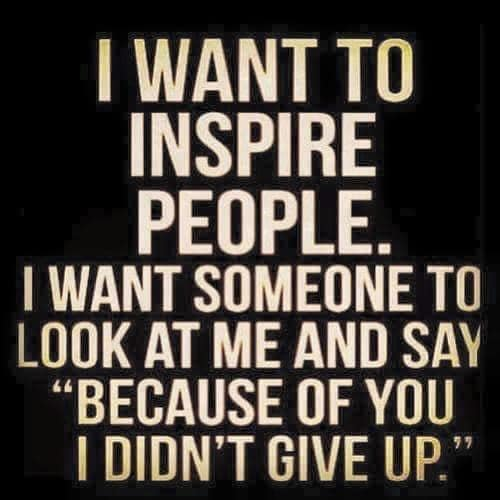 I WANT TO
INSPIRE
PEOPLE.
I WANT SOMEONE TO
LOOK AT ME AND SAY
“BECAUSE OF YOU
I DIDN’T GIVE UP.”